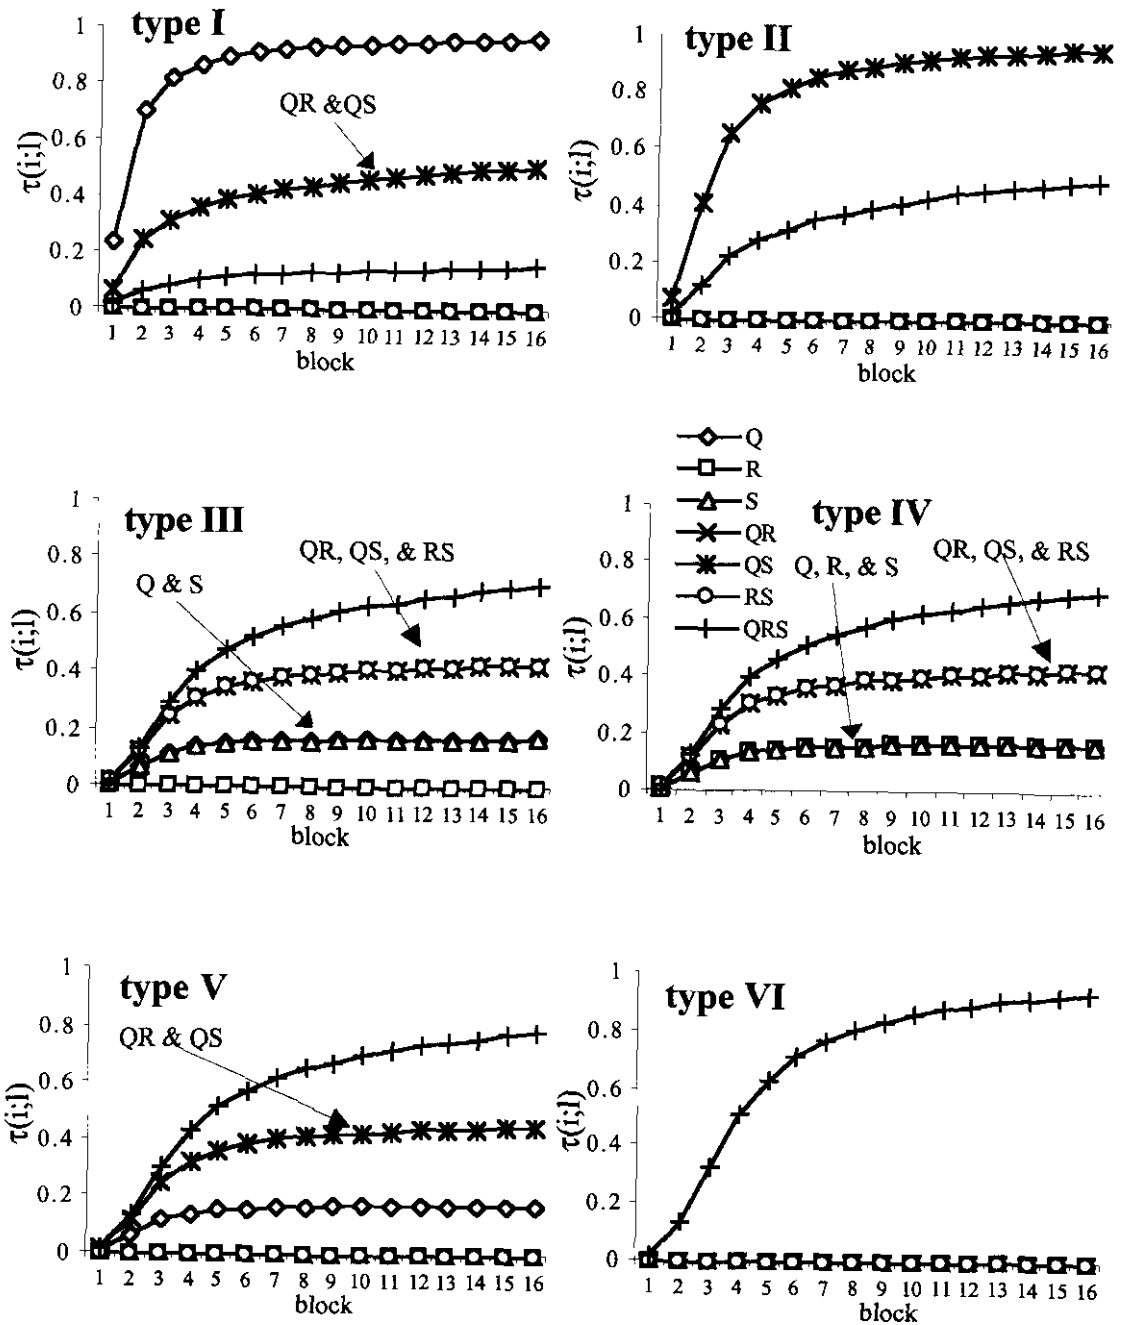 type I
1
0.8
0.6
0.4
0.2
0
τ(i;l)
QR &QS
1 2 3 4 5 6 7 8 9 10 11 12 13 14 15 16
block
type II
1
0.8
0.6
0.4
0.2
0
τ(i;l)
1 2 3 4 5 6 7 8 9 10 11 12 13 14 15 16
block
type III
1
0.8
0.6
0.4
0.2
0
τ(i;l)
Q & S
QR, QS, & RS
1 2 3 4 5 6 7 8 9 10 11 12 13 14 15 16
block
Q
R
S
QR
QS
RS
QRS
type IV
1
0.8
0.6
0.4
0.2
0
τ(i;l)
Q, R, & S
QR, QS, & RS
1 2 3 4 5 6 7 8 9 10 11 12 13 14 15 16
block
type V
1
0.8
0.6
0.4
0.2
0
τ(i;l)
QR & QS
1 2 3 4 5 6 7 8 9 10 11 12 13 14 15 16
block
type VI
1
0.8
0.6
0.4
0.2
0
τ(i;l)
1 2 3 4 5 6 7 8 9 10 11 12 13 14 15 16
block